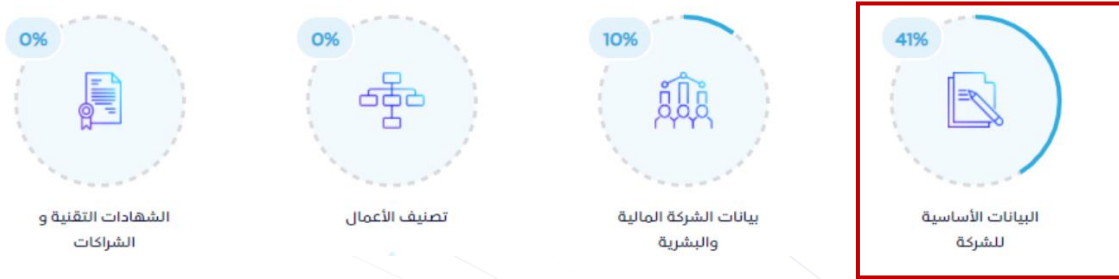 41%
البيانات الأساسية
للشركة
10%
بيانات الشركة المالية
والبشرية
0%
تصنيف الأعمال
0%
الشهادات التقنية و
الشراكات